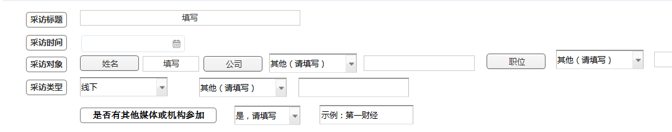 采访标题 填写
采访时间
采访对象 姓名 填写 公司 其他（请填写） 职位 其他（请填写）
采访类型 线下 其他（请填写）
是否有其他媒体或机构参加 是，请填写 示例：第一财经